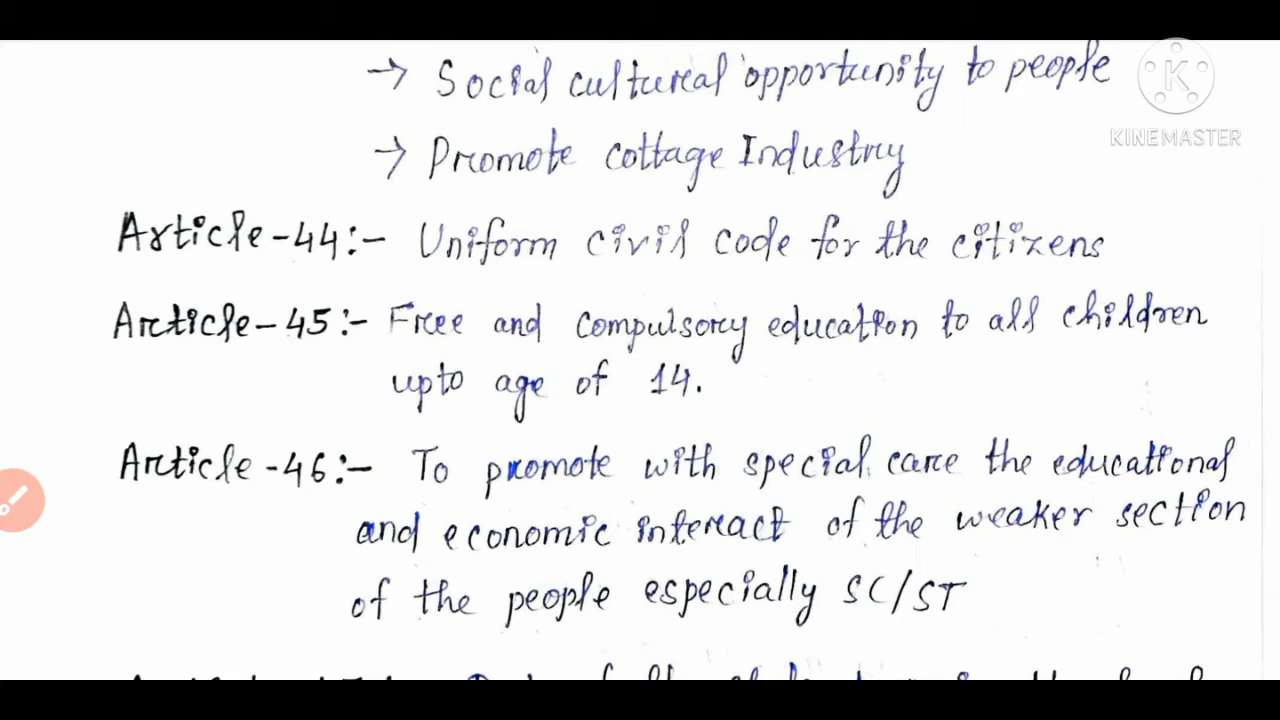 → Social cultural opportunity to people
KINEMASTER
→ Promote cottage Industry
Article-44:- Uniform civil code for the citizens
Article-45:- Free and compulsory education to all children
upto age of 14.
Article-46:- To promote with special care the educational
and economic interact of the weaker section
of the people especially SC/ST